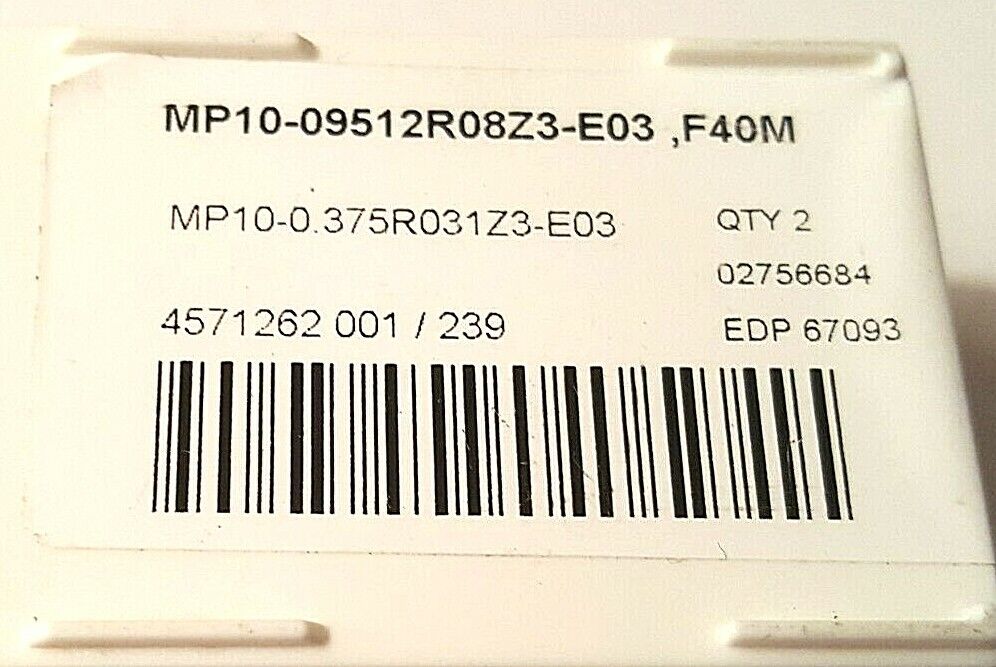 MP10-09512R08Z3-E03 ,F40M
MP10-0.375R031Z3-E03
QTY 2
02756684
4571262 001 / 239
EDP 67093